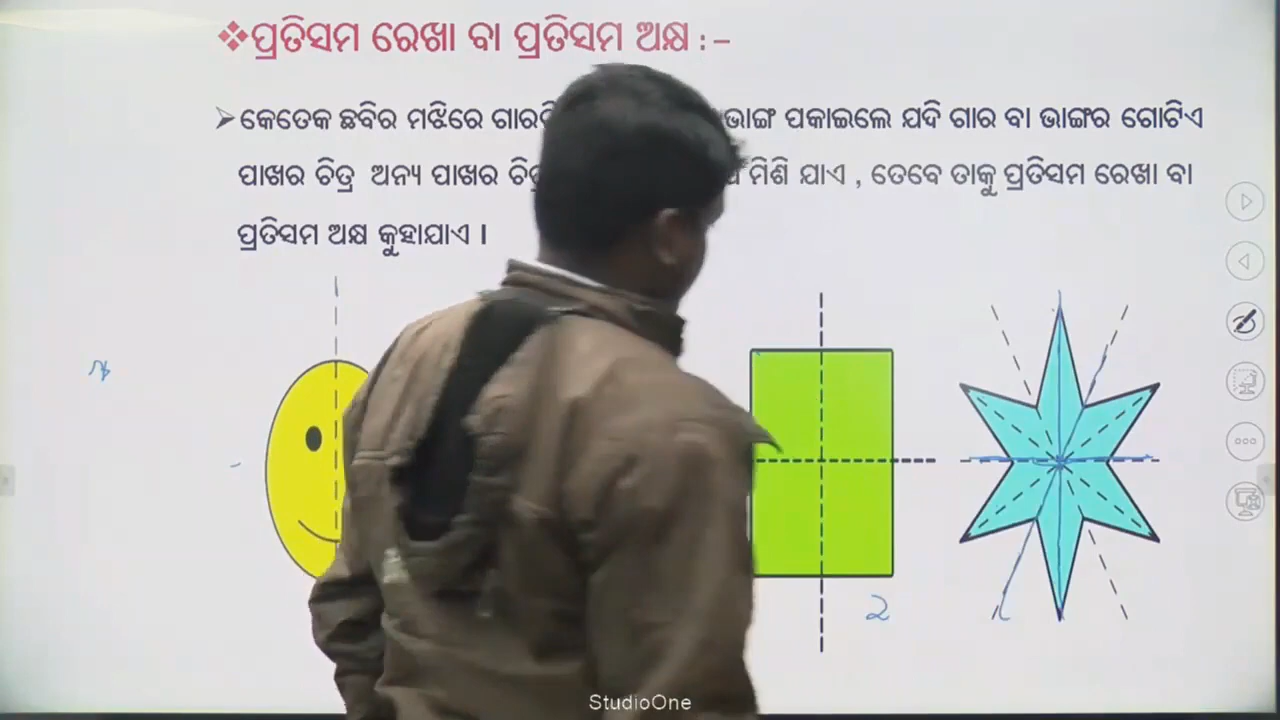 ❖ପ୍ରତିସମ ରେଖା ବା ପ୍ରତିସମ ଅକ୍ଷ :–
➢କେତେକ ଛବିର ମଝିରେ ଭାଙ୍ଗ ପକାଇଲେ ଯଦି ଗାର ବା ଭାଙ୍ଗର ଗୋଟିଏ
ପାଖର ଚିତ୍ର ଅନ୍ୟ ପାଖର ମିଶି ଯାଏ , ତେବେ ତାକୁ ପ୍ରତିସମ ରେଖା ବା
ପ୍ରତିସମ ଅକ୍ଷ କୁହାଯାଏ ।
2
StudioOne